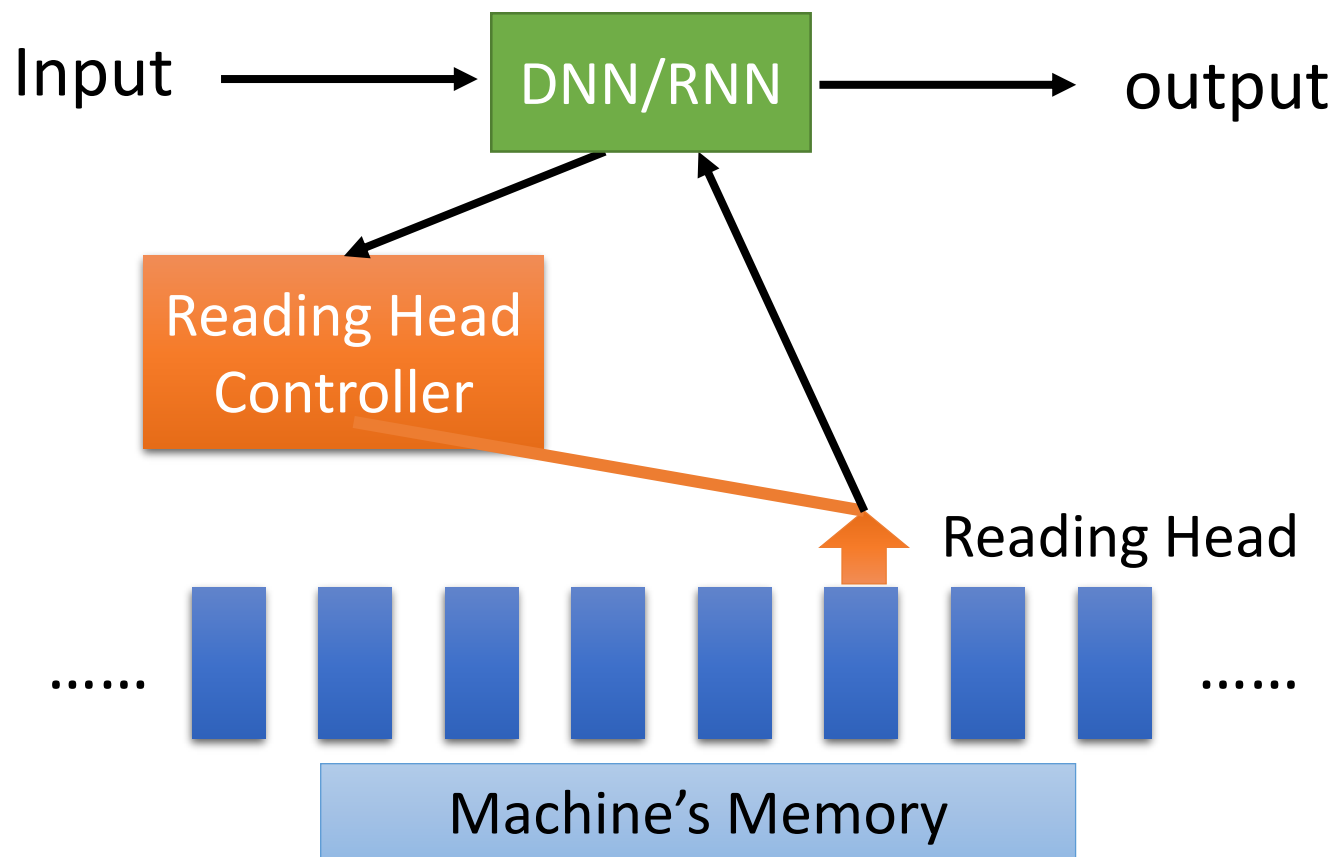 Input
DNN/RNN
output
Reading Head
Controller
Reading Head
......
......
Machine’s Memory